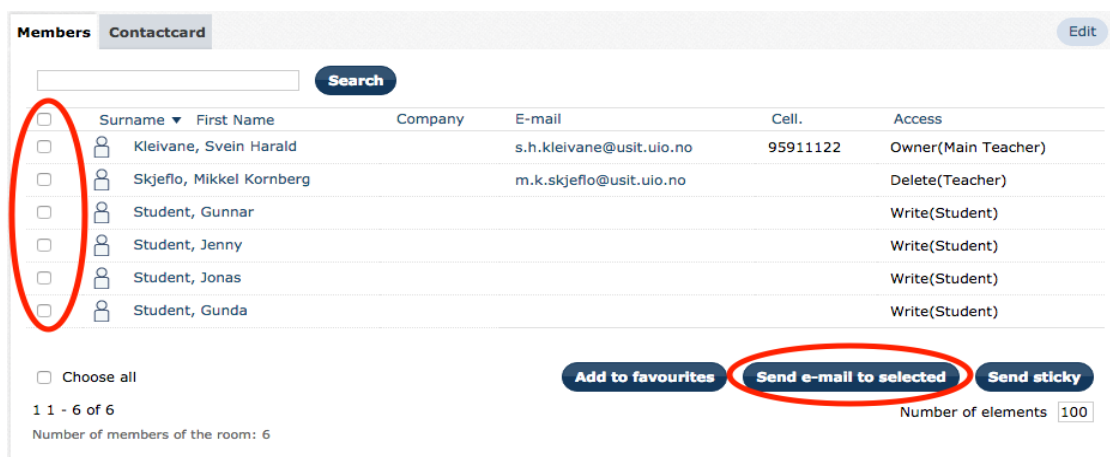 Members Contactcard Edit
Search
Surname ▼ First Name Company E-mail Cell. Access
Kleivane, Svein Harald s.h.kleivane@usit.uio.no 95911122 Owner(Main Teacher)
Skjeflo, Mikkel Kornberg m.k.skjeflo@usit.uio.no Delete(Teacher)
Student, Gunnar Write(Student)
Student, Jenny Write(Student)
Student, Jonas Write(Student)
Student, Gunda Write(Student)
Choose all Add to favourites Send e-mail to selected Send sticky
1 1 - 6 of 6 Number of elements 100
Number of members of the room: 6